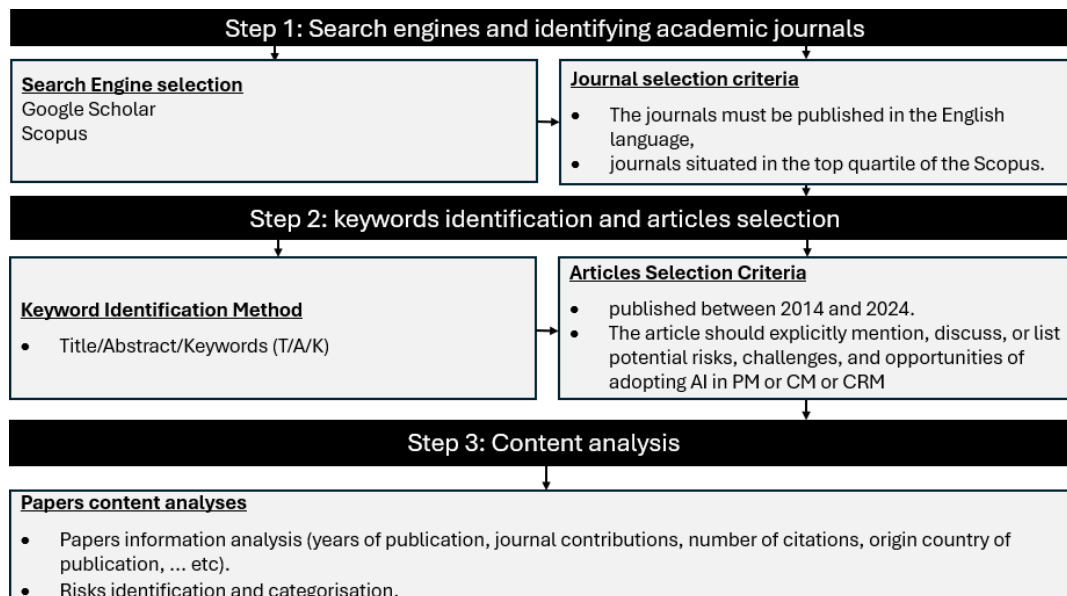 Step 1: Search engines and identifying academic journals
Search Engine selection
Google Scholar
Scopus
Journal selection criteria
• The journals must be published in the English
language,
• journals situated in the top quartile of the Scopus.
Step 2: keywords identification and articles selection
Keyword Identification Method
• Title/Abstract/Keywords (T/A/K)
Articles Selection Criteria
• published between 2014 and 2024.
• The article should explicitly mention, discuss, or list
potential risks, challenges, and opportunities of
adopting AI in PM or CM or CRM
Step 3: Content analysis
Papers content analyses
• Papers information analysis (years of publication, journal contributions, number of citations, origin country of
publication, ... etc).
• Risks identification and categorisation.